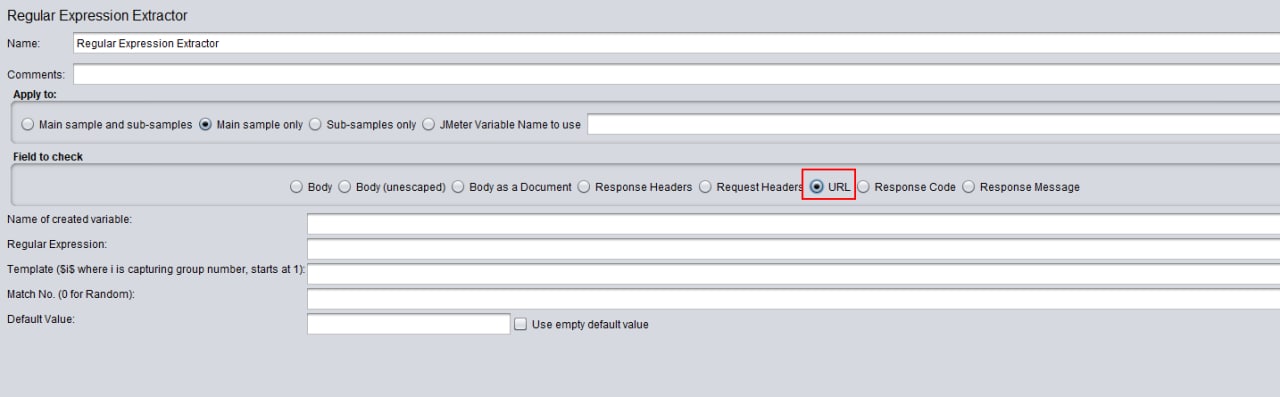 Regular Expression Extractor
Name: Regular Expression Extractor
Comments:
Apply to:
Main sample and sub-samples Main sample only Sub-samples only JMeter Variable Name to use
Field to check
Body Body (unescaped) Body as a Document Response Headers Request Headers URL Response Code Response Message
Name of created variable:
Regular Expression:
Template ($i$ where i is capturing group number, starts at 1):
Match No. (0 for Random):
Default Value: Use empty default value